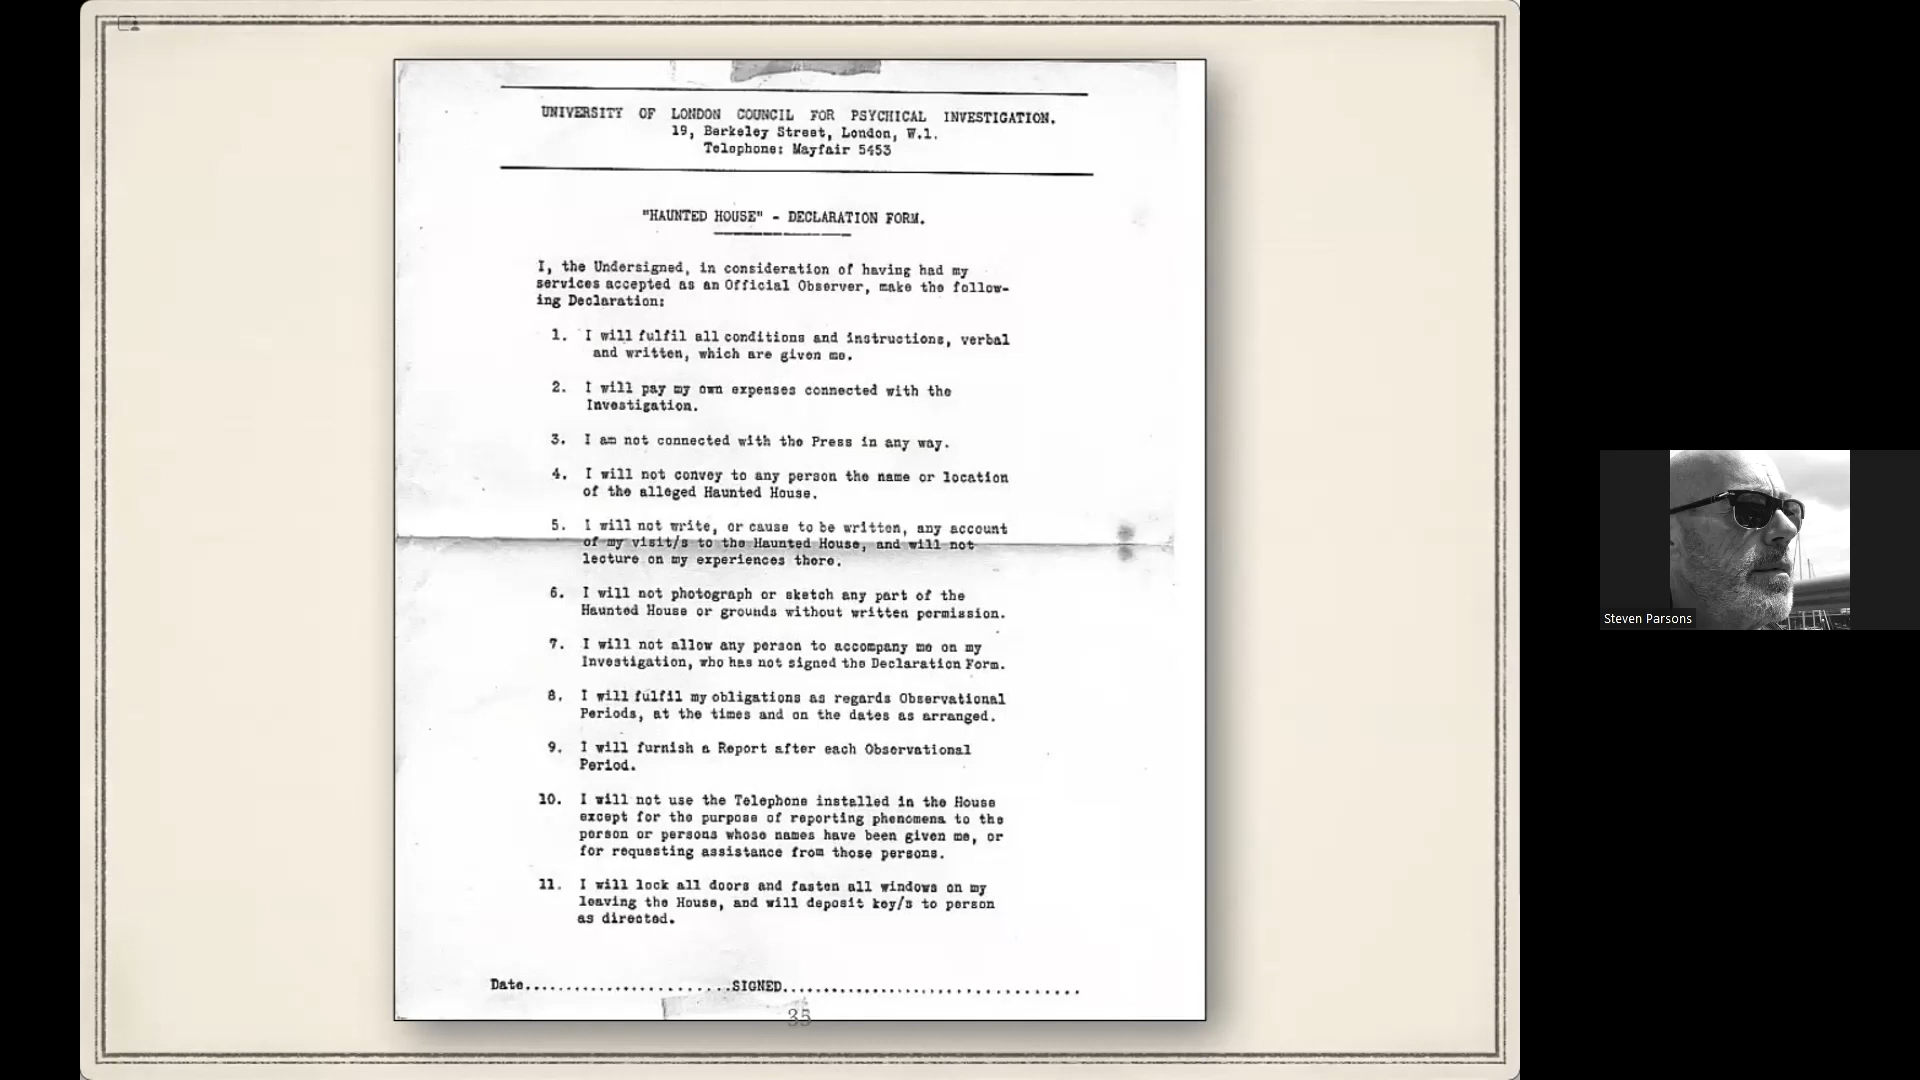 UNIVERSITY OF LONDON COUNCIL FOR PSYCHICAL INVESTIGATION.
19, Berkeley Street, London, W.1.
Telephone: Mayfair 5453
"HAUNTED HOUSE" - DECLARATION FORM.
I, the Undersigned, in consideration of having had my
services accepted as an Official Observer, make the follow-
ing Declaration:
1. I will fulfil all conditions and instructions, verbal
and written, which are given me.
2. I will pay my own expenses connected with the
Investigation.
3. I am not connected with the Press in any way.
4. I will not convey to any person the name or location
of the alleged Haunted House.
5. I will not write, or cause to be written, any account
of my visit/s to the Haunted House, and will not
lecture on my experiences there.
6. I will not photograph or sketch any part of the
Haunted House or grounds without written permission.
7. I will not allow any person to accompany me on my
Investigation, who has not signed the Declaration Form.
8. I will fulfil my obligations as regards Observational
Periods, at the times and on the dates as arranged.
9. I will furnish a Report after each Observational
Period.
10. I will not use the Telephone installed in the House
except for the purpose of reporting phenomena to the
person or persons whose names have been given me, or
for requesting assistance from those persons.
11. I will lock all doors and fasten all windows on my
leaving the House, and will deposit key/s to person
as directed.
Date.........................SIGNED....................................
35
Steven Parsons